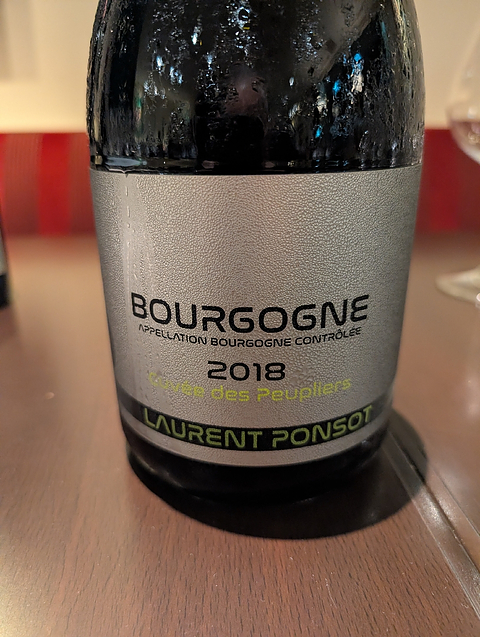 BOURGOGNE
APPELLATION BOURGOGNE CONTRÔLÉE
2018
Cuvée des Peupliers
LAURENT PONSOT